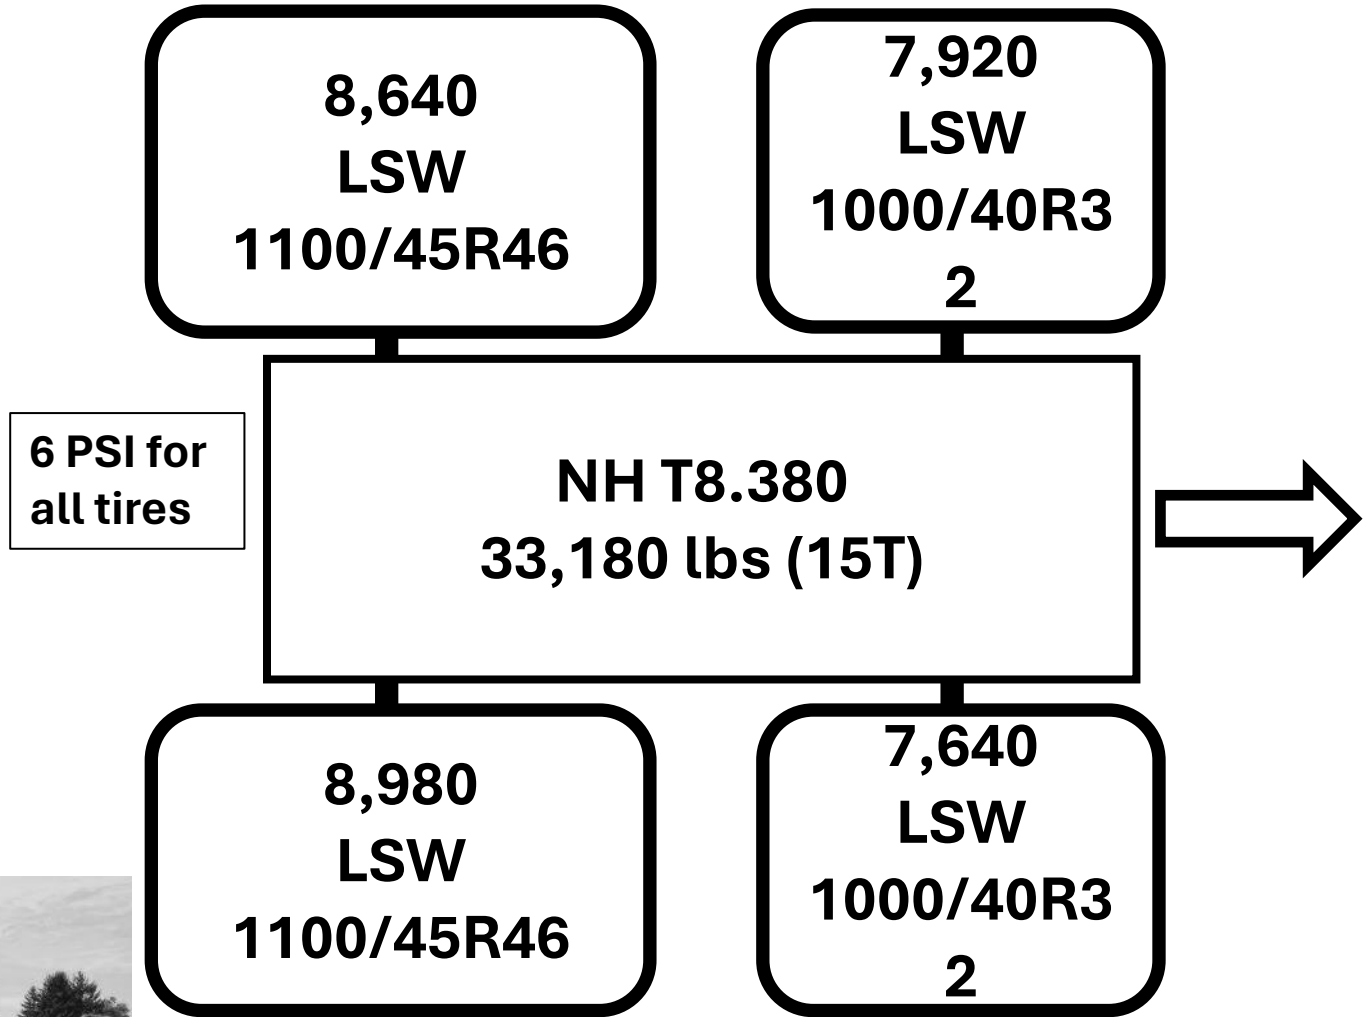 8,640
LSW
1100/45R46
7,920
LSW
1000/40R3
2
6 PSI for
all tires
NH T8.380
33,180 lbs (15T)
8,980
LSW
1100/45R46
7,640
LSW
1000/40R3
2